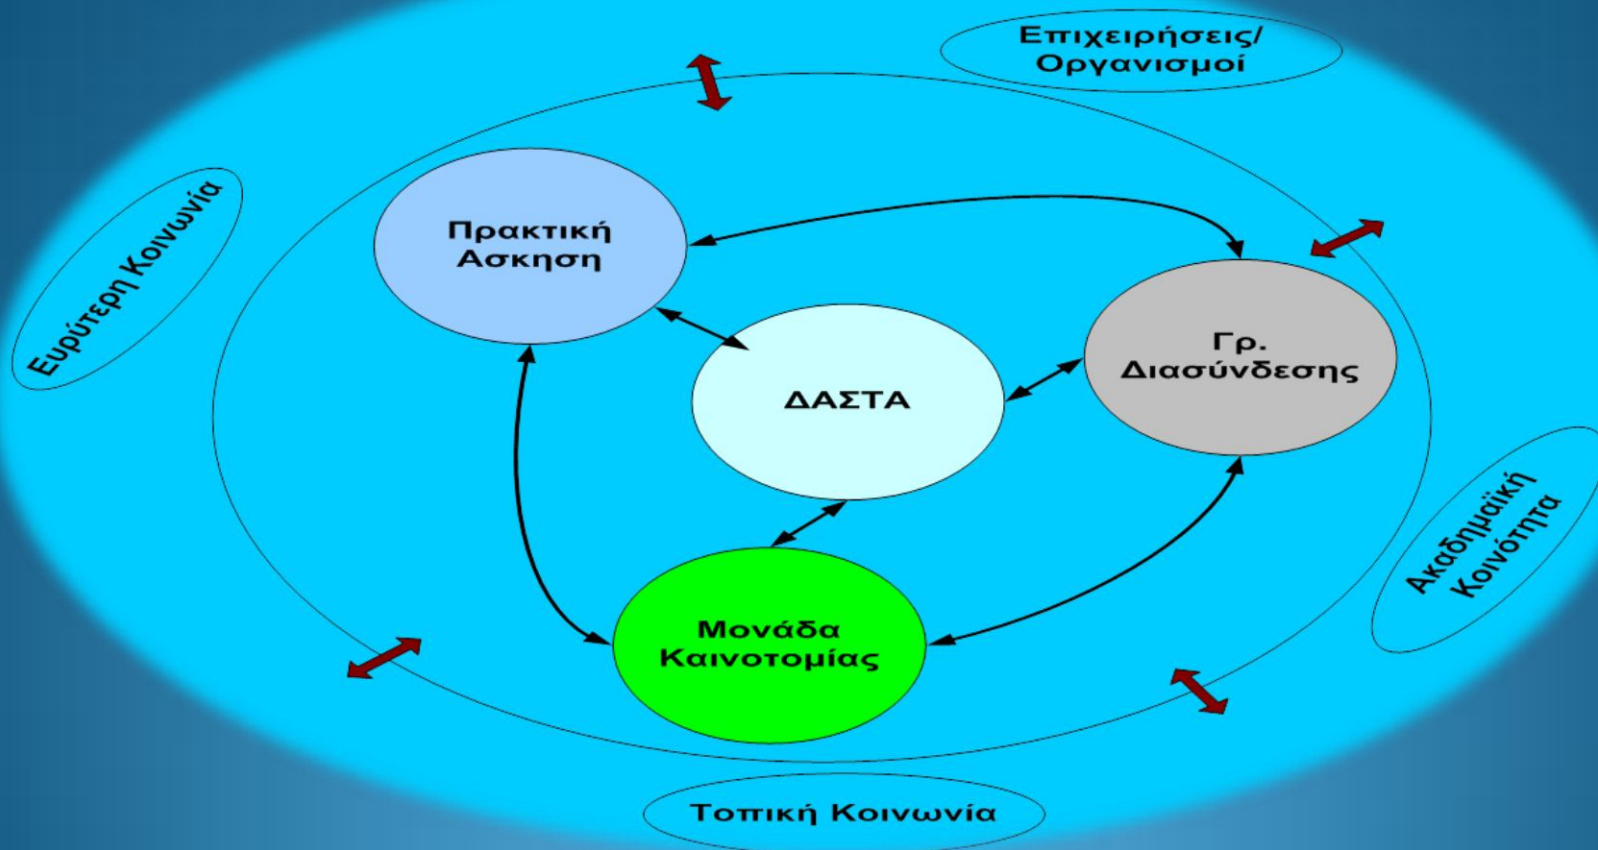 Επιχειρήσεις/
Οργανισμοί
Ευρύτερη Κοινωνία
Πρακτική
Ασκηση
Γρ.
Διασύνδεσης
ΔΑΣΤΑ
Ακαδημαϊκή
Κοινότητα
Μονάδα
Καινοτομίας
Τοπική Κοινωνία